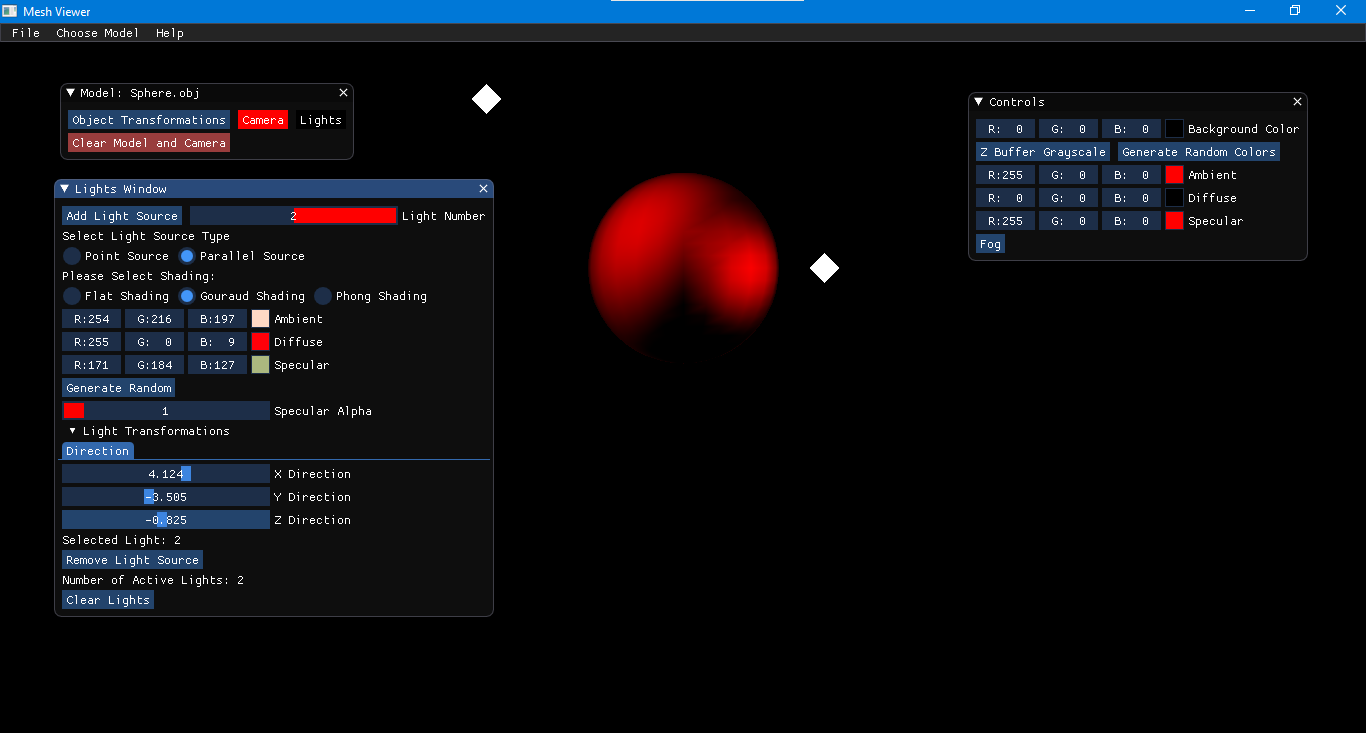 Mesh Viewer
File Choose Model Help
Model: Sphere.obj
Object Transformations Camera Lights
Clear Model and Camera
Lights Window
Add Light Source 2 Light Number
Select Light Source Type
Point Source Parallel Source
Please Select Shading:
Flat Shading Gouraud Shading Phong Shading
R:254 G:216 B:197 Ambient
R:255 G: 0 B: 9 Diffuse
R:171 G:184 B:127 Specular
Generate Random
1 Specular Alpha
Light Transformations
Direction
4.124 X Direction
-3.505 Y Direction
-0.825 Z Direction
Selected Light: 2
Remove Light Source
Number of Active Lights: 2
Clear Lights
Controls
R: 0 G: 0 B: 0 Background Color
Z Buffer Grayscale Generate Random Colors
R:255 G: 0 B: 0 Ambient
R: 0 G: 0 B: 0 Diffuse
R:255 G: 0 B: 0 Specular
Fog